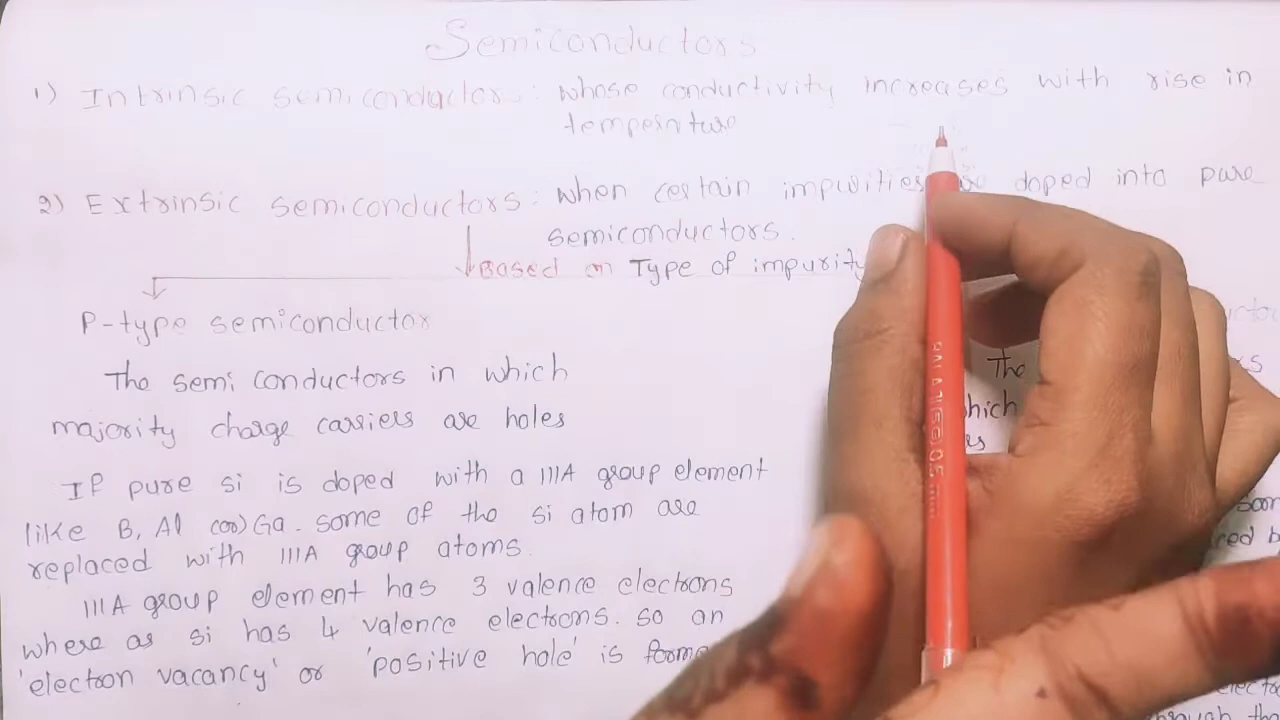 Semiconductors
1) Intrinsic semiconductor: whose conductivity increases with rise in
temperature
2) Extrinsic semiconductors: when certain impurities doped into pure
semiconductors.
Based on Type of impurity
P-type semiconductor
The semi conductors in which
majority charge carriers are holes
The
which
If pure si is doped with a IIIA group element
like B, Al (or) Ga. some of the si atom are
replaced with IIIA group atoms.
IIIA group element has 3 valence electrons
where as si has 4 valence electrons. so an
'electron vacancy' or 'positive hole' is forme